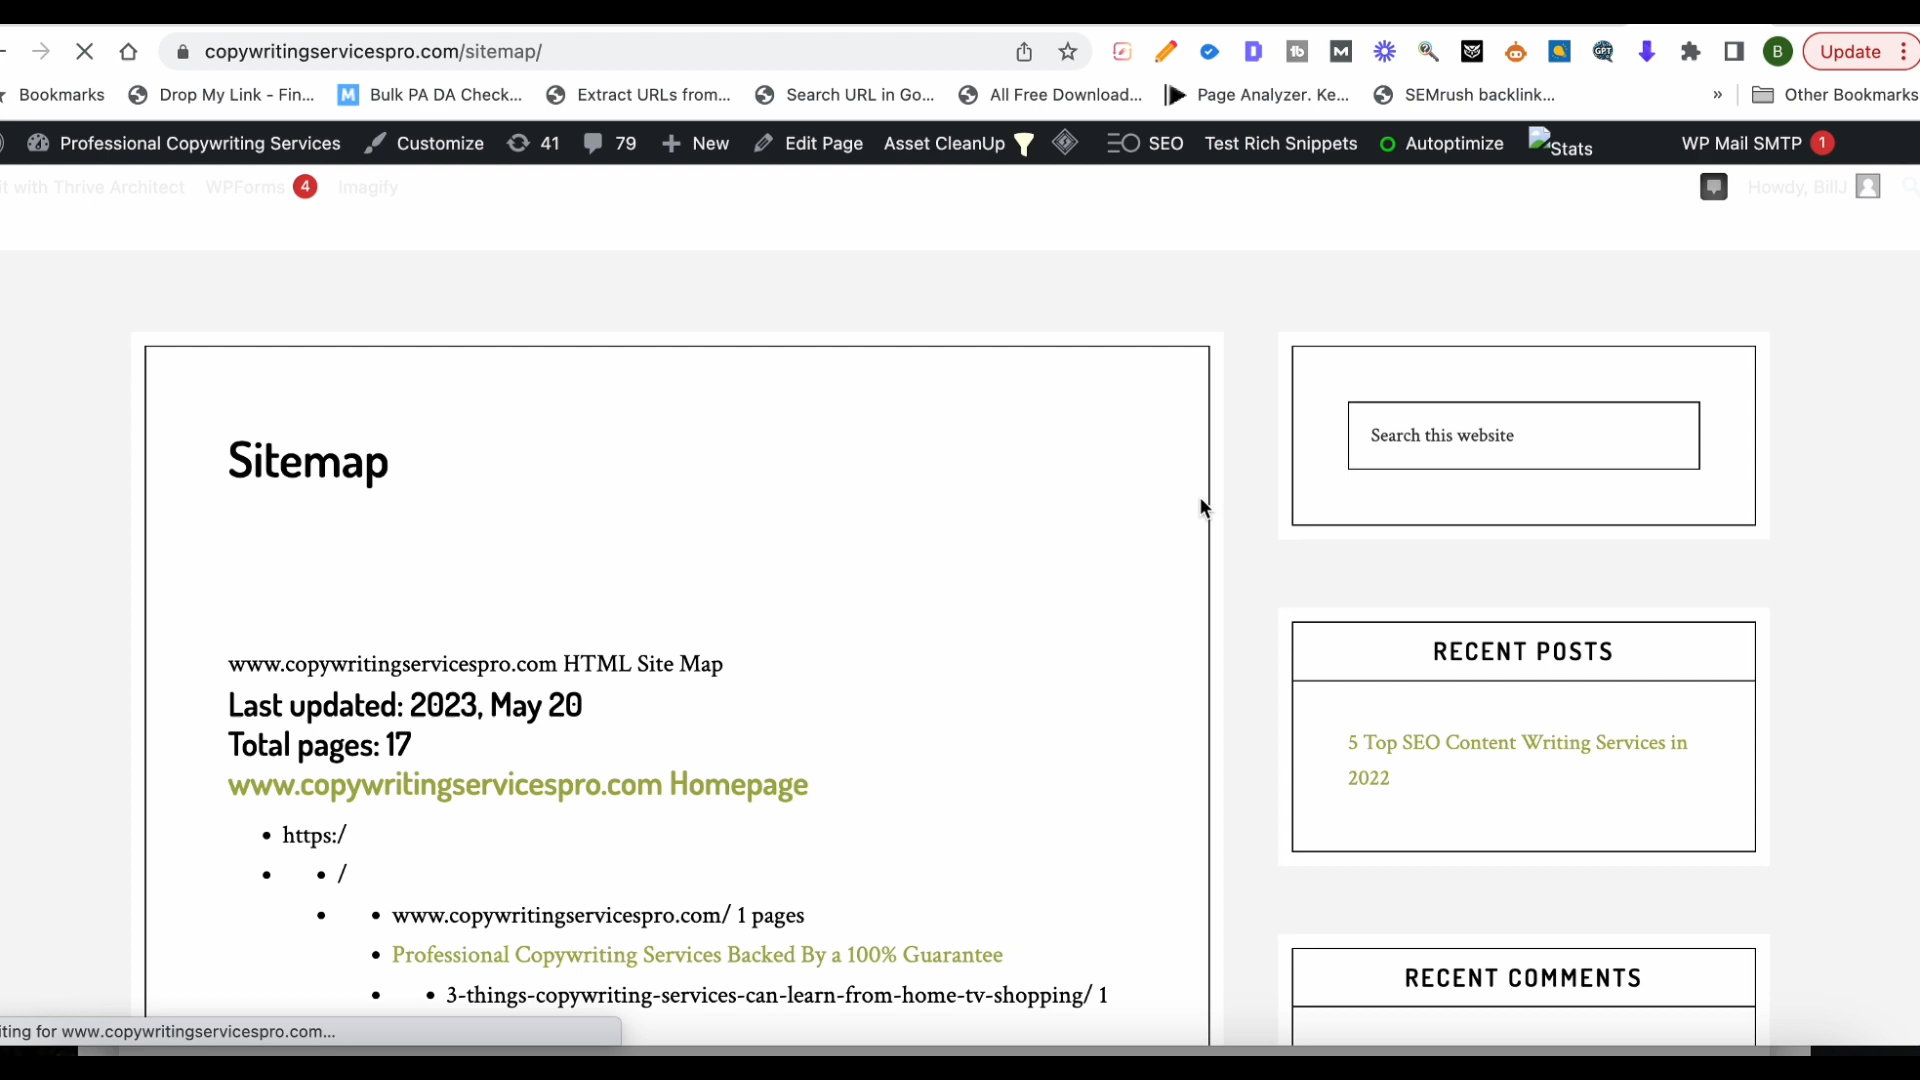 copywritingservicespro.com/sitemap/
B
Update
Bookmarks
Drop My Link - Fin...
Bulk PA DA Check...
Extract URLs from...
Search URL in Go...
All Free Download...
Page Analyzer. Ke...
SEMrush backlink...
»
Other Bookmarks
Professional Copywriting Services
Customize
41
79
New
Edit Page
Asset CleanUp
SEO
Test Rich Snippets
Autoptimize
Stats
WP Mail SMTP 1
it with Thrive Architect
WPForms 4
Imagify
Howdy, BillJ
Sitemap
Search this website
www.copywritingservicespro.com HTML Site Map
Last updated: 2023, May 20
Total pages: 17
www.copywritingservicespro.com Homepage
https:/
/
www.copywritingservicespro.com/ 1 pages
Professional Copywriting Services Backed By a 100% Guarantee
3-things-copywriting-services-can-learn-from-home-tv-shopping/ 1
RECENT POSTS
5 Top SEO Content Writing Services in
2022
RECENT COMMENTS
iting for www.copywritingservicespro.com...